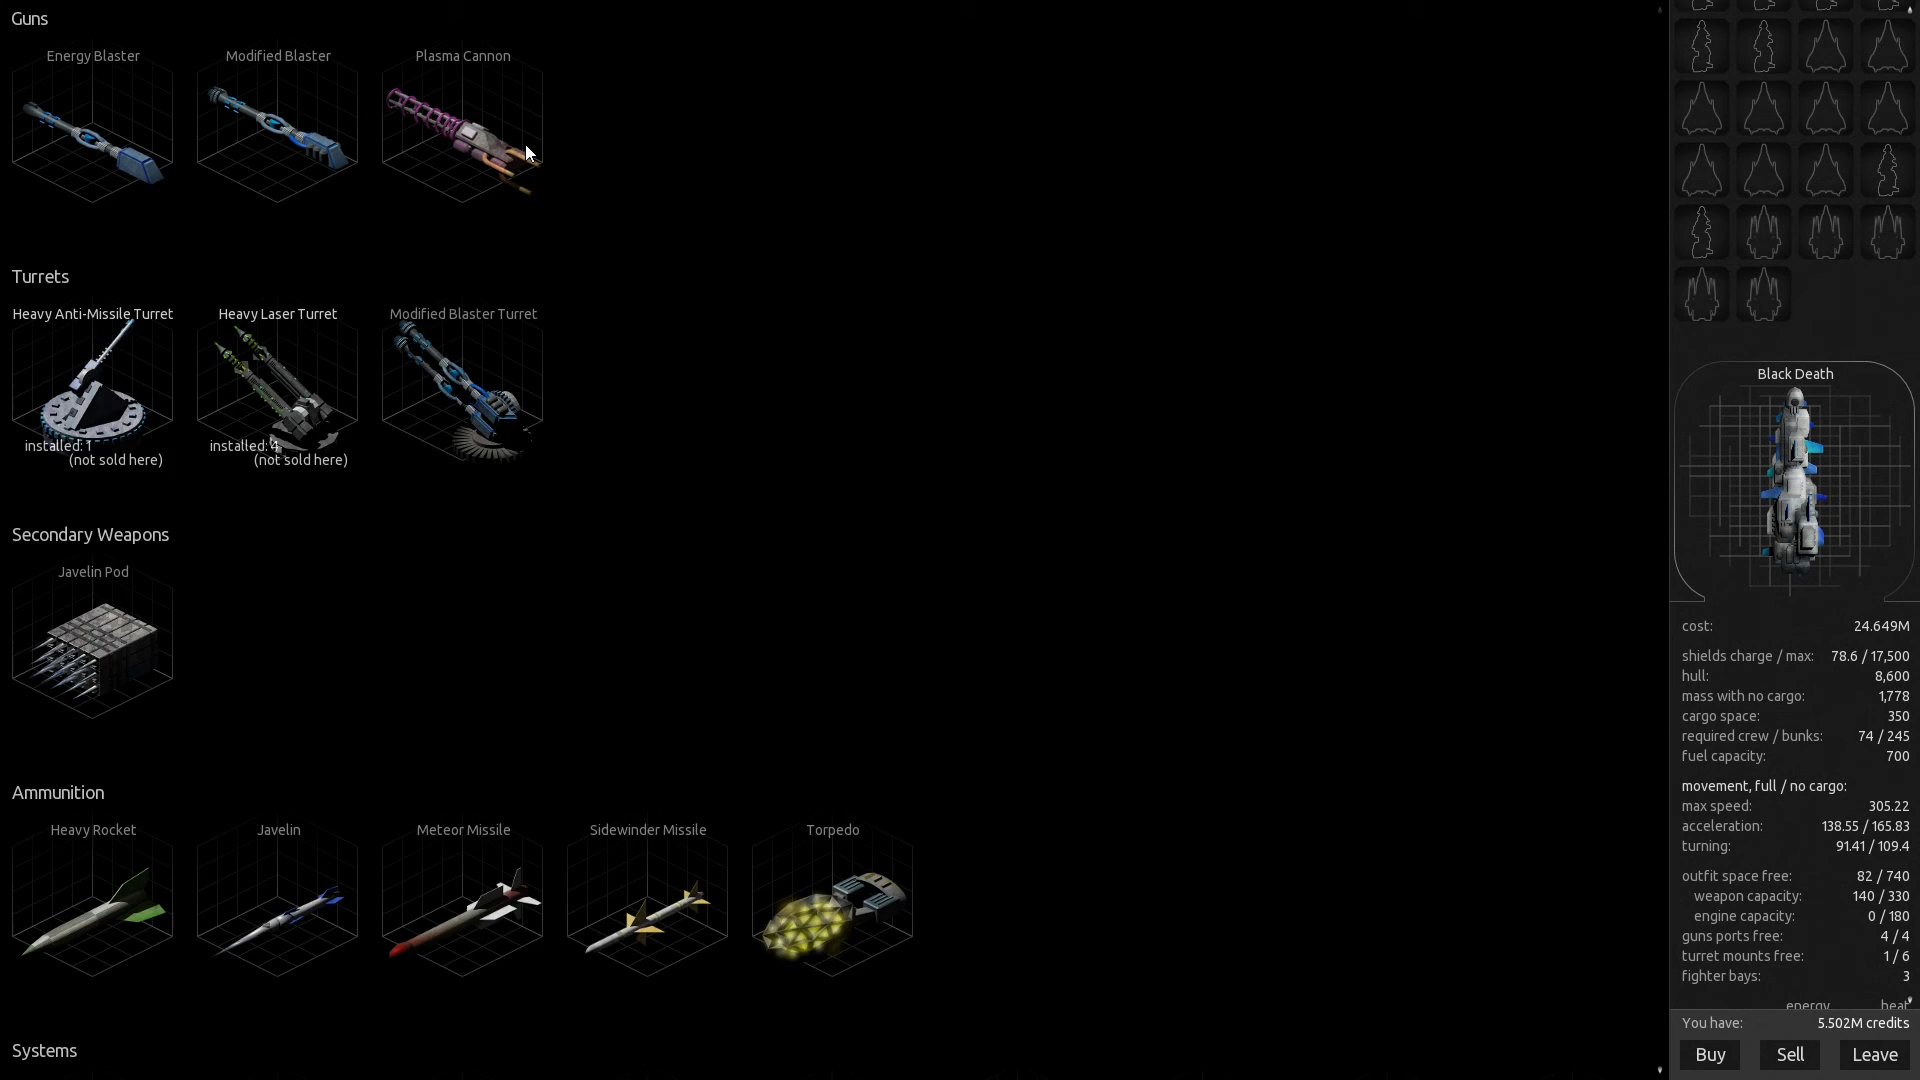 Guns
Energy Blaster
Modified Blaster
Plasma Cannon
Turrets
Heavy Anti-Missile Turret
Heavy Laser Turret
Modified Blaster Turret
installed: 1
(not sold here)
installed: 4
(not sold here)
Secondary Weapons
Javelin Pod
Ammunition
Heavy Rocket
Javelin
Meteor Missile
Sidewinder Missile
Torpedo
Systems
Black Death
cost: 24.649M
shields charge / max: 78.6 / 17,500
hull: 8,600
mass with no cargo: 1,778
cargo space: 350
required crew / bunks: 74 / 245
fuel capacity: 700
movement, full / no cargo:
max speed: 305.22
acceleration: 138.55 / 165.83
turning: 91.41 / 109.4
outfit space free: 82 / 740
weapon capacity: 140 / 330
engine capacity: 0 / 180
guns ports free: 4 / 4
turret mounts free: 1 / 6
fighter bays: 3
energy heat
You have: 5.502M credits
Buy
Sell
Leave